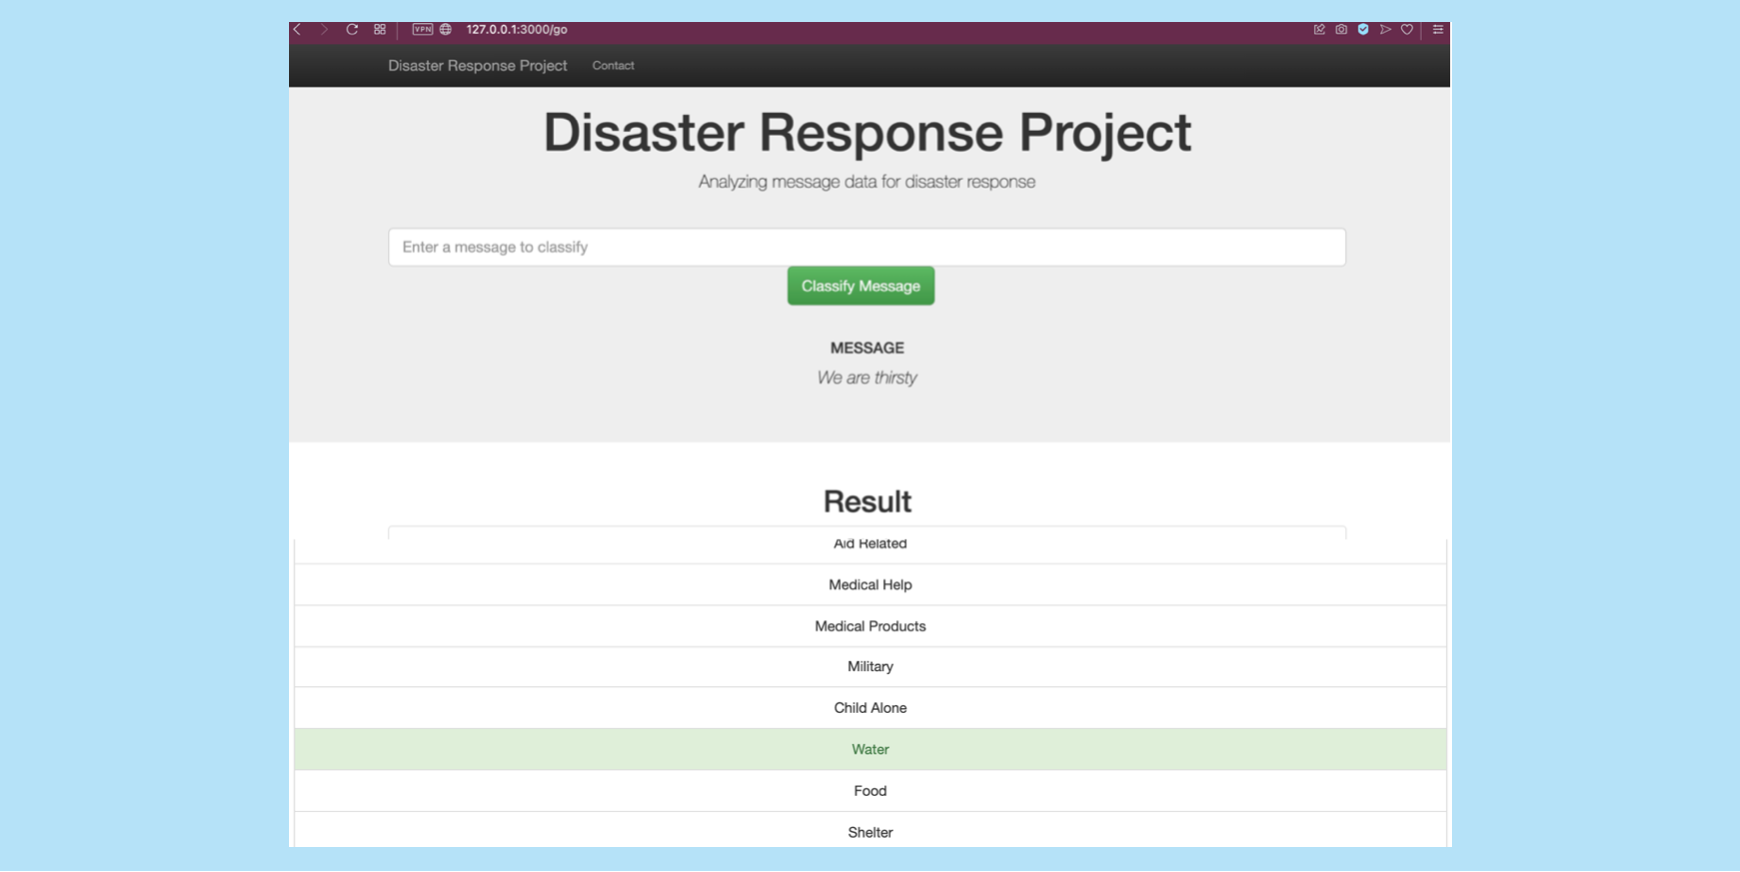 VPN 127.0.0.1:3000/go
Disaster Response Project Contact
Disaster Response Project
Analyzing message data for disaster response
Enter a message to classify
Classify Message
MESSAGE
We are thirsty
Result
Aid Related
Medical Help
Medical Products
Military
Child Alone
Water
Food
Shelter